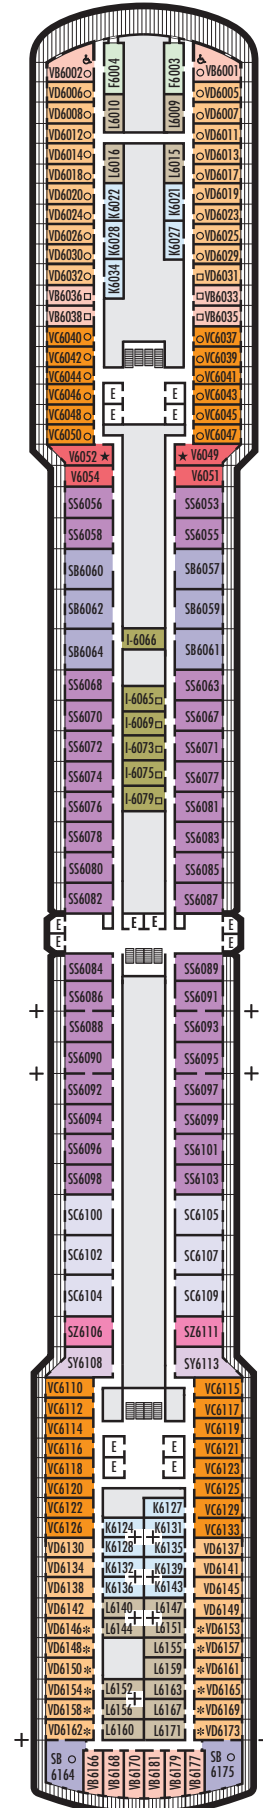 VB6002 F6004 F6003 VB6001
VD6006 L6010 L6009 VD6005
VD6008 VD6007
VD6012 VD6011
VD6014 L6016 L6015 VD6013
VD6018 VD6017
VD6020 K6022 K6021 VD6019
VD6024 VD6023
VD6026 K6028 K6027 VD6025
VD6030 VD6029
VD6032 K6034 VD6031
VB6036 VB6033
VB6038 VB6035
VC6040 VC6037
VC6042 VC6039
VC6044 VC6041
VC6046 E E VC6043
VC6048 E E VC6045
VC6050 VC6047
V6052 V6049
V6054 V6051
SS6056 SS6053
SS6058 SS6055
SB6060 SB6057
SB6062 SB6059
SB6064 I-6066 SB6061
SS6068 I-6065 SS6063
SS6070 I-6069 SS6067
SS6072 I-6073 SS6071
SS6074 I-6075 SS6077
SS6076 I-6079 SS6081
SS6078 SS6083
SS6080 SS6085
SS6082 SS6087
E E E E
E E
SS6084 SS6089
SS6086 SS6091
SS6088 SS6093
SS6090 SS6095
SS6092 SS6097
SS6094 SS6099
SS6096 SS6101
SS6098 SS6103
SC6100 SC6105
SC6102 SC6107
SC6104 SC6109
SZ6106 SZ6111
SY6108 SY6113
VC6110 VC6115
VC6112 VC6117
VC6114 VC6119
VC6116 E E VC6121
VC6118 E E VC6123
VC6120 VC6125
VC6122 K6127 VC6129
VC6126 K6124 K6131 VC6133
VD6130 K6128 K6135 VD6137
VD6134 K6132 K6139 VD6141
VD6138 K6136 K6143 VD6145
VD6142 L6140 L6147 VD6149
VD6146 L6144 L6151 VD6153
VD6148 L6155 VD6157
VD6150 L6159 VD6161
VD6154 L6152 L6163 VD6165
VD6158 L6156 L6167 VD6169
VD6162 L6160 L6171 VD6173
SB 6164 VB6166 VB6168 VB6170 VB6181 VB6179 VB6177 SB 6175